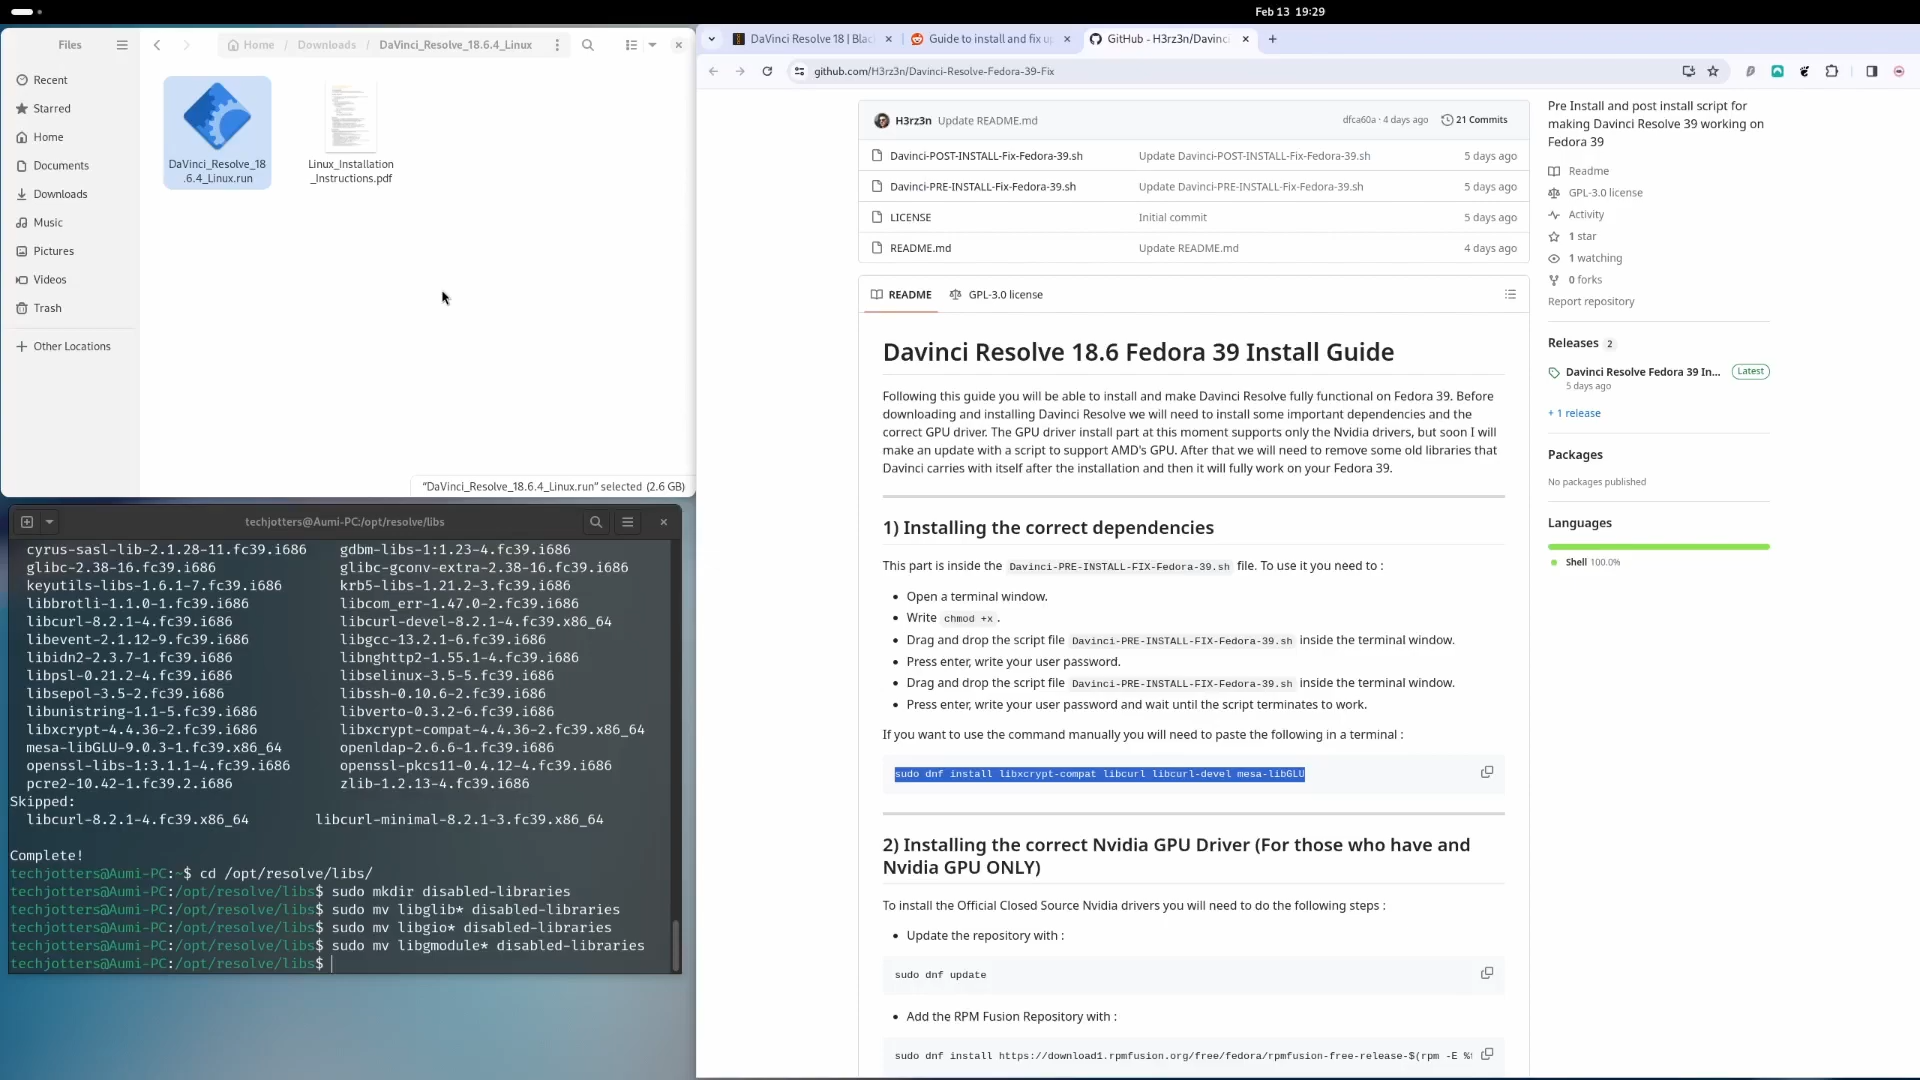 Feb 13 19:29
Files
Home / Downloads / DaVinci_Resolve_18.6.4_Linux
Recent
Starred
Home
Documents
Downloads
Music
Pictures
Videos
Trash
Other Locations
DaVinci_Resolve_18
.6.4_Linux.run
Linux_Installation
_Instructions.pdf
"DaVinci_Resolve_18.6.4_Linux.run" selected (2.6 GB)
techjotters@Aumi-PC:/opt/resolve/libs
cyrus-sasl-lib-2.1.28-11.fc39.i686 gdbm-libs-1:1.23-4.fc39.i686
glibc-2.38-16.fc39.i686 glibc-gconv-extra-2.38-16.fc39.i686
keyutils-libs-1.6.1-7.fc39.i686 krb5-libs-1.21.2-3.fc39.i686
libbrotli-1.1.0-1.fc39.i686 libcom_err-1.47.0-2.fc39.i686
libcurl-8.2.1-4.fc39.i686 libcurl-devel-8.2.1-4.fc39.x86_64
libevent-2.1.12-9.fc39.i686 libgcc-13.2.1-6.fc39.i686
libidn2-2.3.7-1.fc39.i686 libnghttp2-1.55.1-4.fc39.i686
libpsl-0.21.2-4.fc39.i686 libselinux-3.5-5.fc39.i686
libsepol-3.5-2.fc39.i686 libssh-0.10.6-2.fc39.i686
libunistring-1.1-5.fc39.i686 libverto-0.3.2-6.fc39.i686
libxcrypt-4.4.36-2.fc39.i686 libxcrypt-compat-4.4.36-2.fc39.x86_64
mesa-libGLU-9.0.3-1.fc39.x86_64 openldap-2.6.6-1.fc39.i686
openssl-libs-1:3.1.1-4.fc39.i686 openssl-pkcs11-0.4.12-4.fc39.i686
pcre2-10.42-1.fc39.2.i686 zlib-1.2.13-4.fc39.i686
Skipped:
libcurl-8.2.1-4.fc39.x86_64 libcurl-minimal-8.2.1-3.fc39.x86_64
Complete!
techjotters@Aumi-PC:~$ cd /opt/resolve/libs/
techjotters@Aumi-PC:/opt/resolve/libs$ sudo mkdir disabled-libraries
techjotters@Aumi-PC:/opt/resolve/libs$ sudo mv libglib* disabled-libraries
techjotters@Aumi-PC:/opt/resolve/libs$ sudo mv libgio* disabled-libraries
techjotters@Aumi-PC:/opt/resolve/libs$ sudo mv libgmodule* disabled-libraries
techjotters@Aumi-PC:/opt/resolve/libs$
DaVinci Resolve 18 | Blac
Guide to install and fix u
GitHub - H3rz3n/Davinci
github.com/H3rz3n/Davinci-Resolve-Fedora-39-Fix
H3rz3n Update README.md dfca60a · 4 days ago 21 Commits
Davinci-POST-INSTALL-Fix-Fedora-39.sh Update Davinci-POST-INSTALL-Fix-Fedora-39.sh 5 days ago
Davinci-PRE-INSTALL-Fix-Fedora-39.sh Update Davinci-PRE-INSTALL-Fix-Fedora-39.sh 5 days ago
LICENSE Initial commit 5 days ago
README.md Update README.md 4 days ago
README GPL-3.0 license
Davinci Resolve 18.6 Fedora 39 Install Guide
Following this guide you will be able to install and make Davinci Resolve fully functional on Fedora 39. Before
downloading and installing Davinci Resolve we will need to install some important dependencies and the
correct GPU driver. The GPU driver install part at this moment supports only the Nvidia drivers, but soon I will
make an update with a script to support AMD's GPU. After that we will need to remove some old libraries that
Davinci carries with itself after the installation and then it will fully work on your Fedora 39.
1) Installing the correct dependencies
This part is inside the Davinci-PRE-INSTALL-FIX-Fedora-39.sh file. To use it you need to :
• Open a terminal window.
• Write chmod +x.
• Drag and drop the script file Davinci-PRE-INSTALL-FIX-Fedora-39.sh inside the terminal window.
• Press enter, write your user password.
• Drag and drop the script file Davinci-PRE-INSTALL-FIX-Fedora-39.sh inside the terminal window.
• Press enter, write your user password and wait until the script terminates to work.
If you want to use the command manually you will need to paste the following in a terminal :
sudo dnf install libxcrypt-compat libcurl libcurl-devel mesa-libGLU
2) Installing the correct Nvidia GPU Driver (For those who have and
Nvidia GPU ONLY)
To install the Official Closed Source Nvidia drivers you will need to do the following steps :
• Update the repository with :
sudo dnf update
• Add the RPM Fusion Repository with :
sudo dnf install https://download1.rpmfusion.org/free/fedora/rpmfusion-free-release-$(rpm -E %
Pre Install and post install script for
making Davinci Resolve 39 working on
Fedora 39
Readme
GPL-3.0 license
Activity
1 star
1 watching
0 forks
Report repository
Releases 2
Davinci Resolve Fedora 39 In... Latest
5 days ago
+ 1 release
Packages
No packages published
Languages
Shell 100.0%